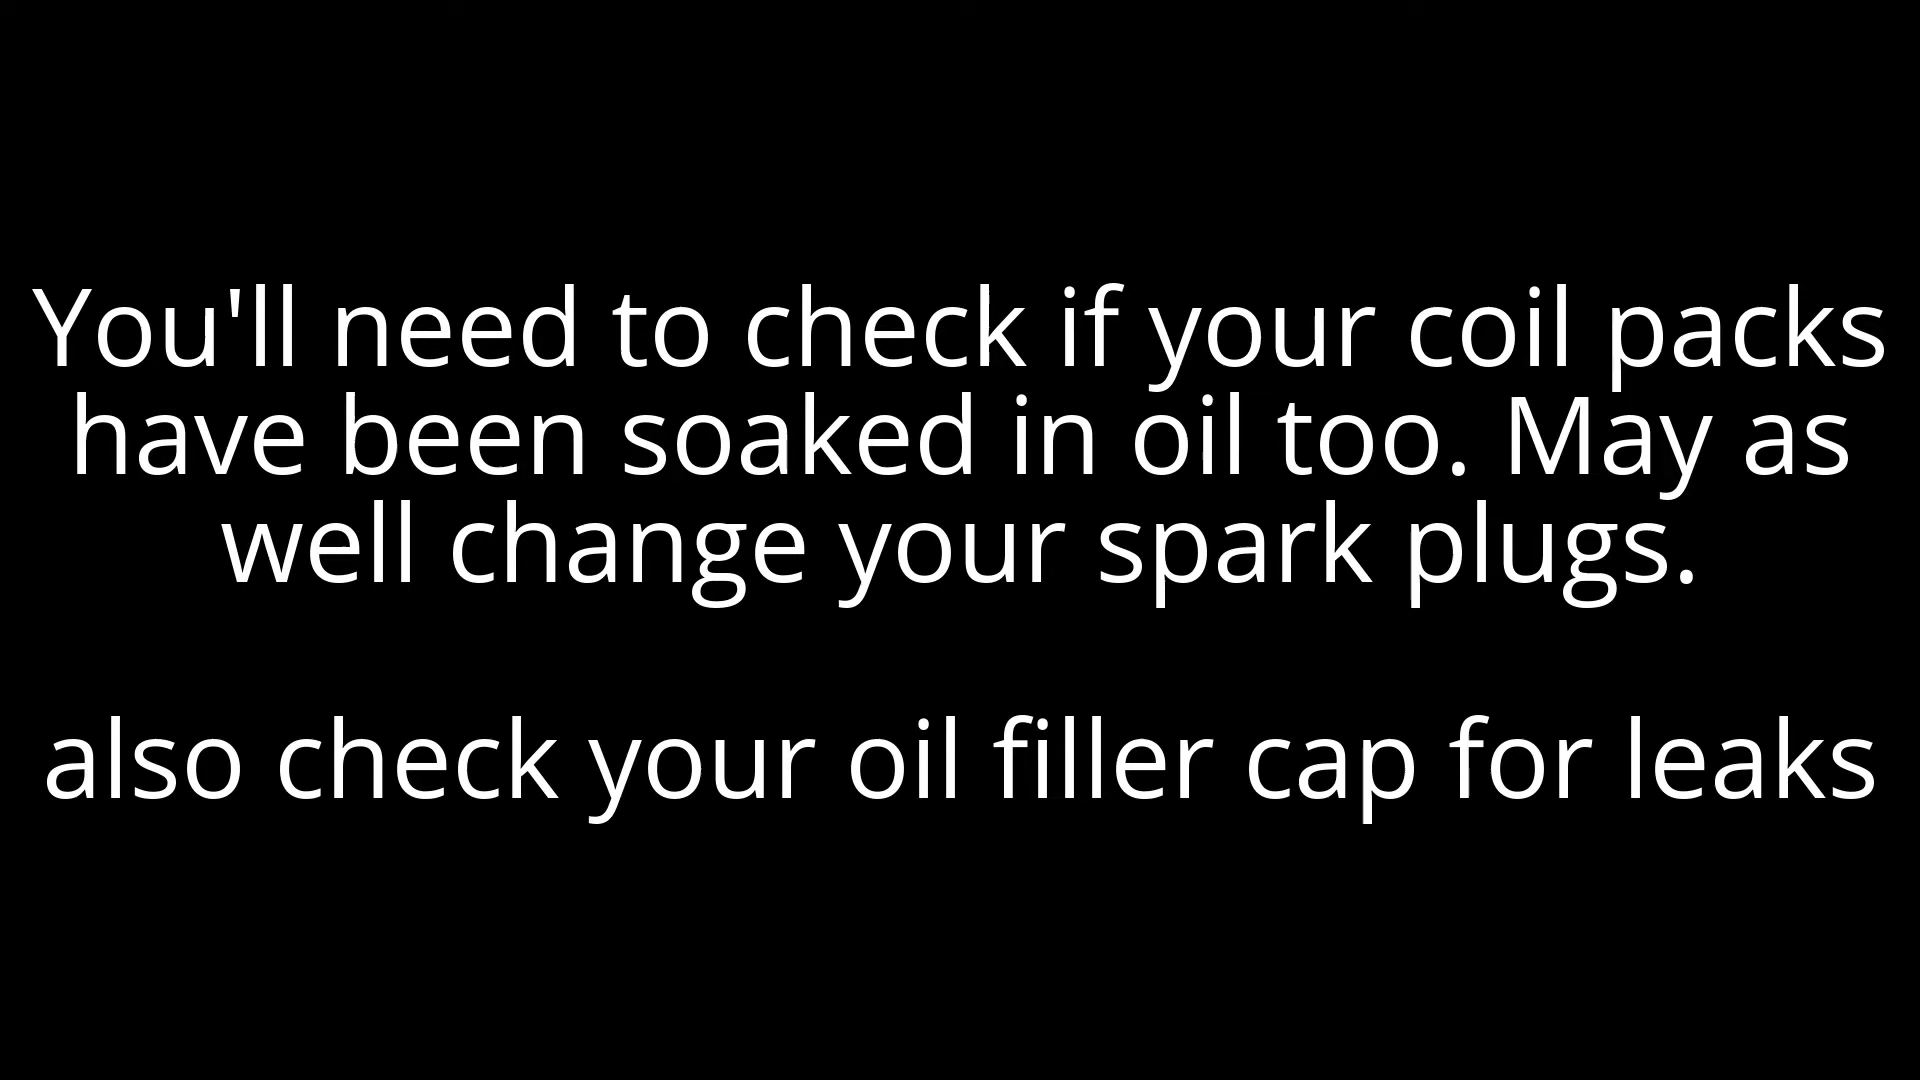 You'll need to check if your coil packs
have been soaked in oil too. May as
well change your spark plugs.
also check your oil filler cap for leaks